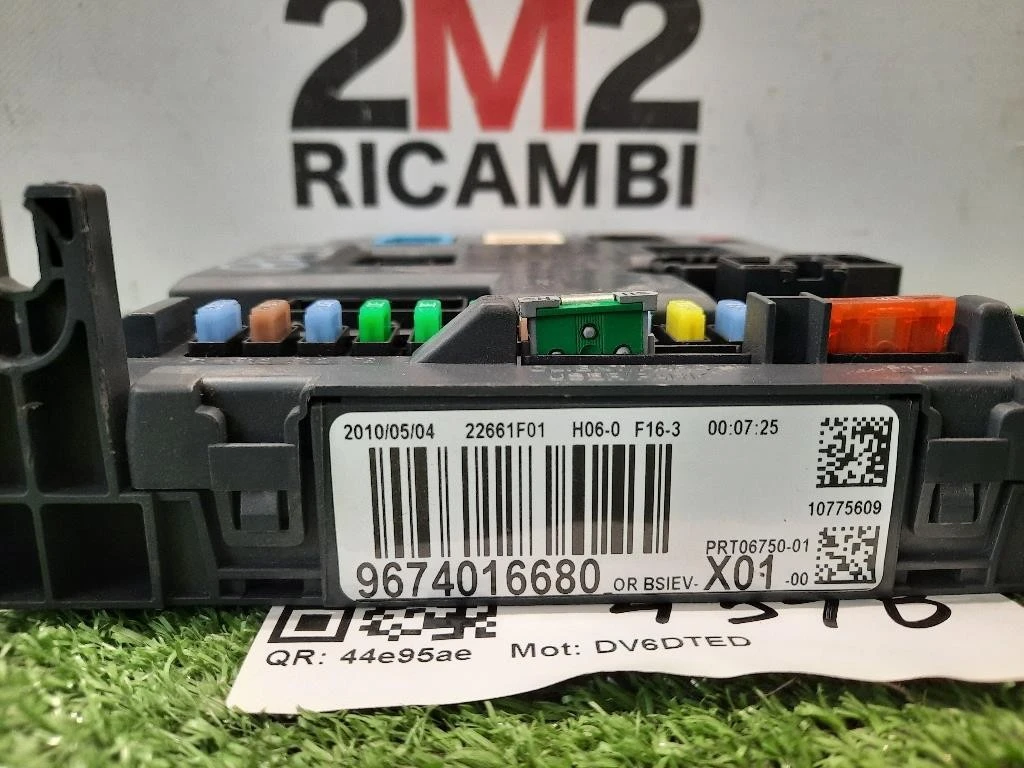 2M2
RICAMBI
2010/05/04 22661F01 H06-0 F16-3 00:07:25
10775609
PRT06750-01
9674016680 OR BSIEV- X01 -00
QR: 44e95ae Mot: DV6DTED